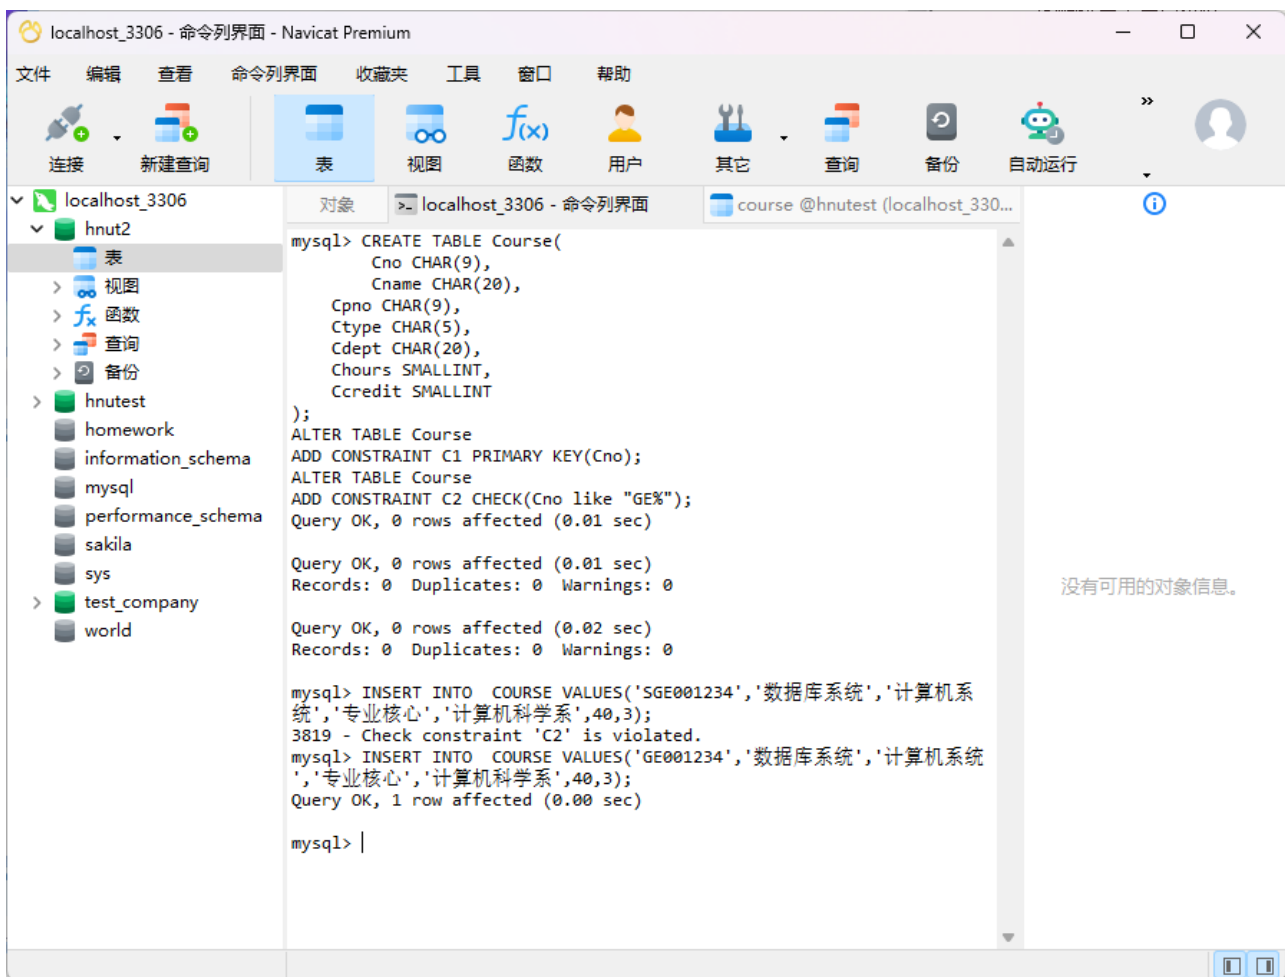 localhost_3306 - 命令列界面 - Navicat Premium
文件 编辑 查看 命令列界面 收藏夹 工具 窗口 帮助
连接 新建查询 表 视图 函数 用户 其它 查询 备份 自动运行
localhost_3306
hnut2
表
视图
函数
查询
备份
hnutest
homework
information_schema
mysql
performance_schema
sakila
sys
test_company
world
对象 localhost_3306 - 命令列界面 course @hnutest (localhost_330...
mysql> CREATE TABLE Course(
Cno CHAR(9),
Cname CHAR(20),
Cpno CHAR(9),
Ctype CHAR(5),
Cdept CHAR(20),
Chours SMALLINT,
Ccredit SMALLINT
);
ALTER TABLE Course
ADD CONSTRAINT C1 PRIMARY KEY(Cno);
ALTER TABLE Course
ADD CONSTRAINT C2 CHECK(Cno like "GE%");
Query OK, 0 rows affected (0.01 sec)
Query OK, 0 rows affected (0.01 sec)
Records: 0 Duplicates: 0 Warnings: 0
Query OK, 0 rows affected (0.02 sec)
Records: 0 Duplicates: 0 Warnings: 0
mysql> INSERT INTO COURSE VALUES('SGE001234','数据库系统','计算机系
统','专业核心','计算机科学系',40,3);
3819 - Check constraint 'C2' is violated.
mysql> INSERT INTO COURSE VALUES('GE001234','数据库系统','计算机系统
','专业核心','计算机科学系',40,3);
Query OK, 1 row affected (0.00 sec)
mysql>
没有可用的对象信息。